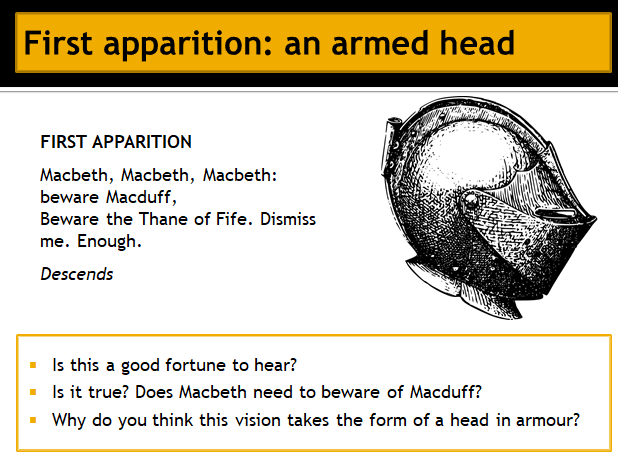 First apparition: an armed head
FIRST APPARITION
Macbeth, Macbeth, Macbeth:
beware Macduff,
Beware the Thane of Fife. Dismiss
me. Enough.
Descends
▪ Is this a good fortune to hear?
▪ Is it true? Does Macbeth need to beware of Macduff?
▪ Why do you think this vision takes the form of a head in armour?